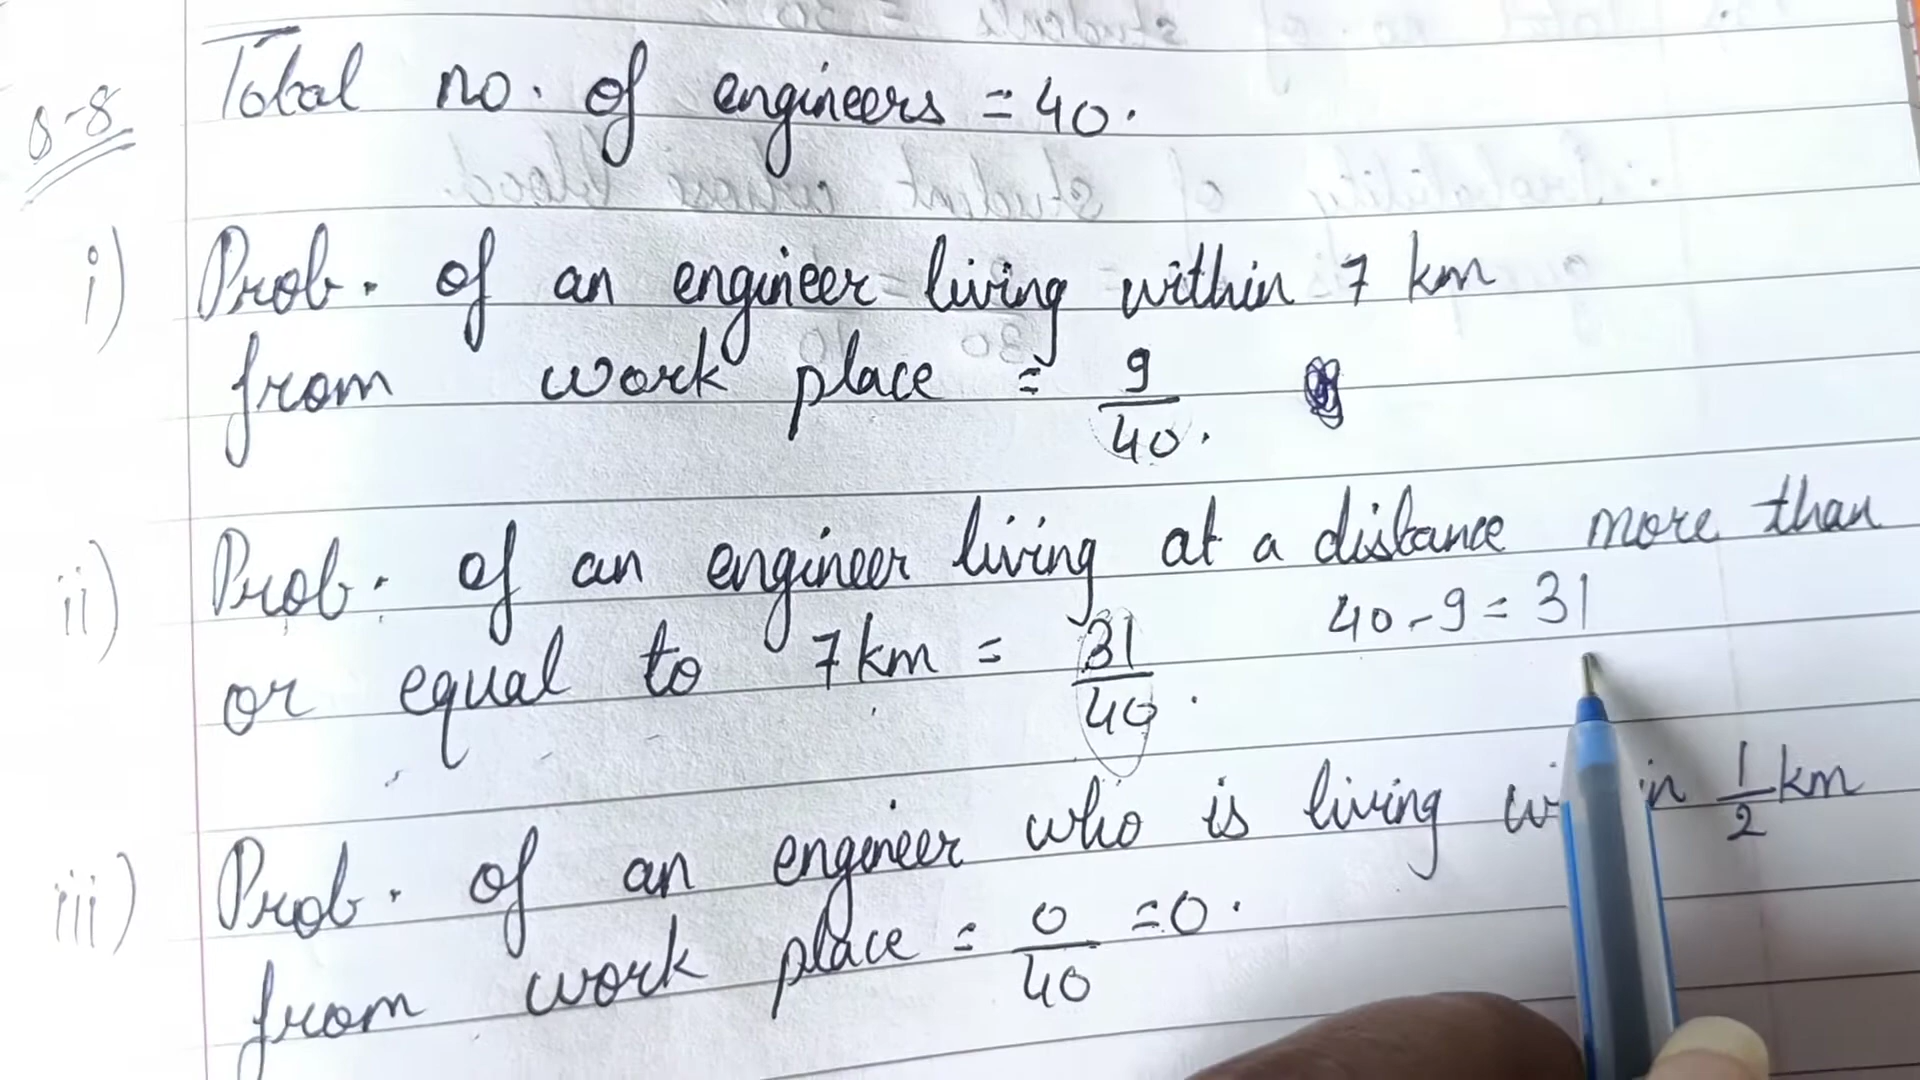 Q-8
Total no. of engineers = 40.
i) Prob. of an engineer living within 7 km
from work place = 9/40.
ii) Prob. of an engineer living at a distance more than
40 - 9 = 31
or equal to 7 km = 31/40.
iii) Prob. of an engineer who is living in 1/2 km
from work place = 0/40 = 0.